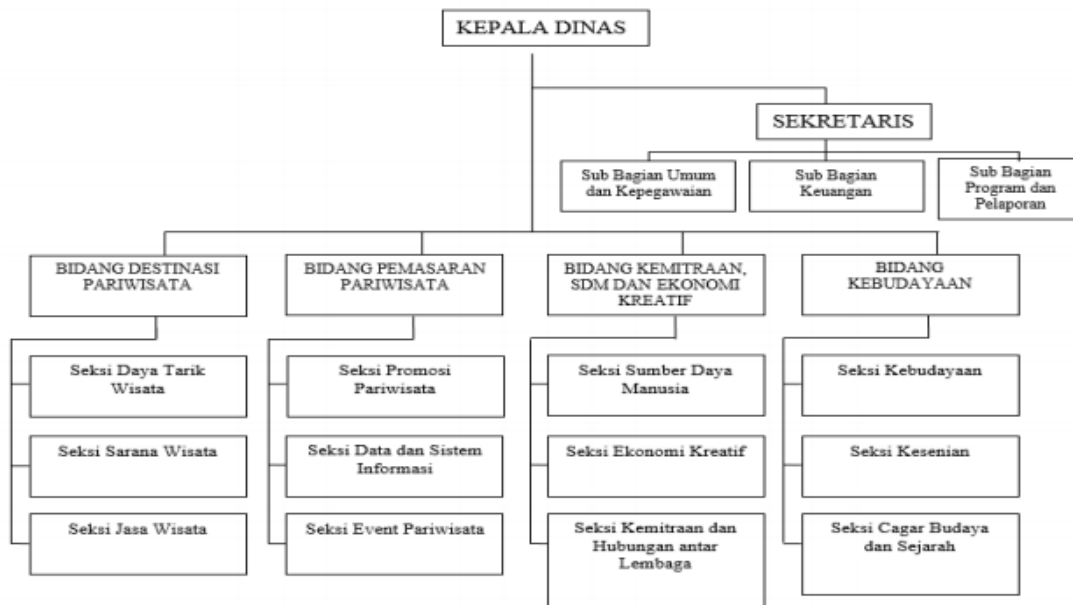 KEPALA DINAS
SEKRETARIS
Sub Bagian Umum
dan Kepegawaian
Sub Bagian
Keuangan
Sub Bagian
Program dan
Pelaporan
BIDANG DESTINASI
PARIWISATA
BIDANG PEMASARAN
PARIWISATA
BIDANG KEMITRAAN,
SDM DAN EKONOMI
KREATIF
BIDANG
KEBUDAYAAN
Seksi Daya Tarik
Wisata
Seksi Sarana Wisata
Seksi Jasa Wisata
Seksi Promosi
Pariwisata
Seksi Data dan Sistem
Informasi
Seksi Event Pariwisata
Seksi Sumber Daya
Manusia
Seksi Ekonomi Kreatif
Seksi Kemitraan dan
Hubungan antar
Lembaga
Seksi Kebudayaan
Seksi Kesenian
Seksi Cagar Budaya
dan Sejarah